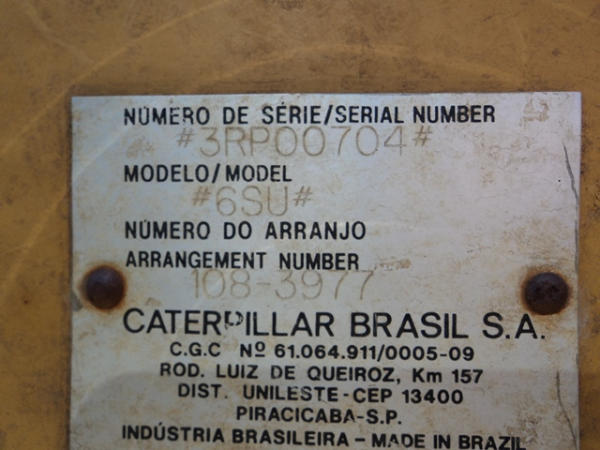 NÚMERO DE SÉRIE/SERIAL NUMBER
#3RP00704#
MODELO/MODEL
#6SU#
NÚMERO DO ARRANJO
ARRANGEMENT NUMBER
108-3977
CATERPILLAR BRASIL S.A.
C.G.C Nº 61.064.911/0005-09
ROD. LUIZ DE QUEIROZ, Km 157
DIST. UNILESTE-CEP 13400
PIRACICABA-S.P.
INDÚSTRIA BRASILEIRA - MADE IN BRAZIL